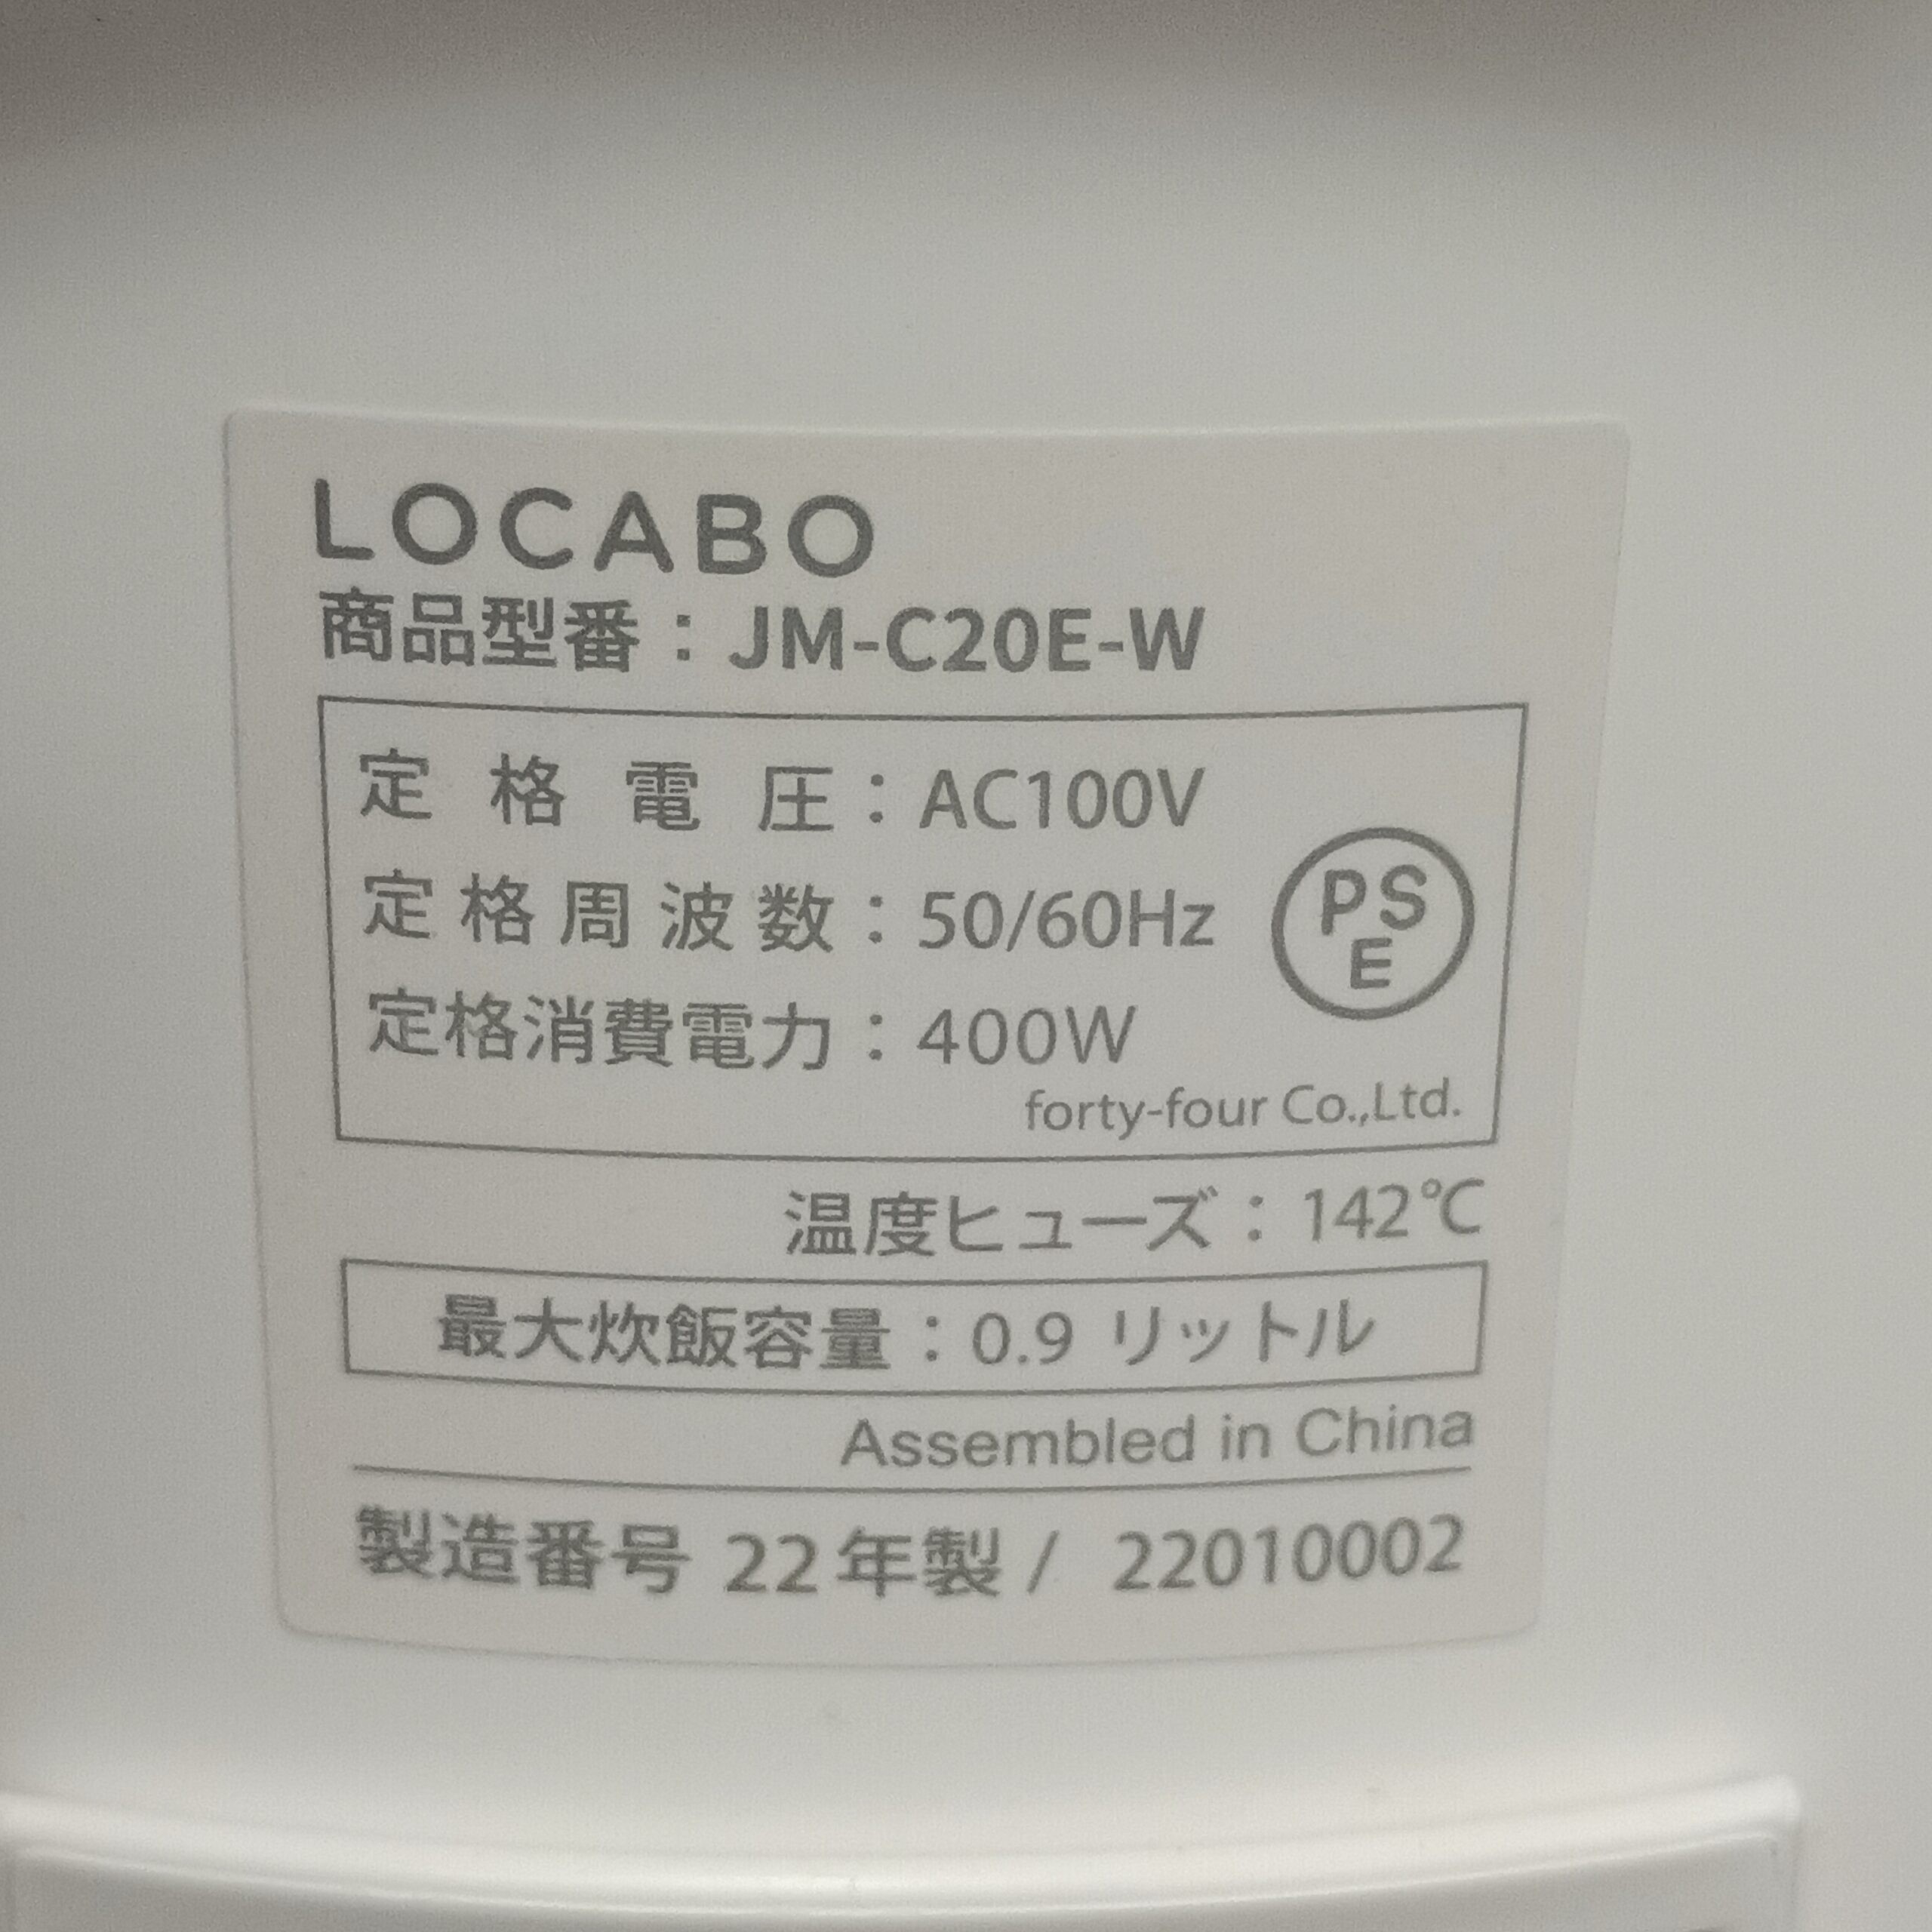 LOCABO
商品型番：JM-C20E-W
定格電圧：AC100V
定格周波数：50/60Hz
定格消費電力：400W
PS
E
forty-four Co.,Ltd.
温度ヒューズ：142℃
最大炊飯容量：0.9 リットル
Assembled in China
製造番号 22年製 / 22010002